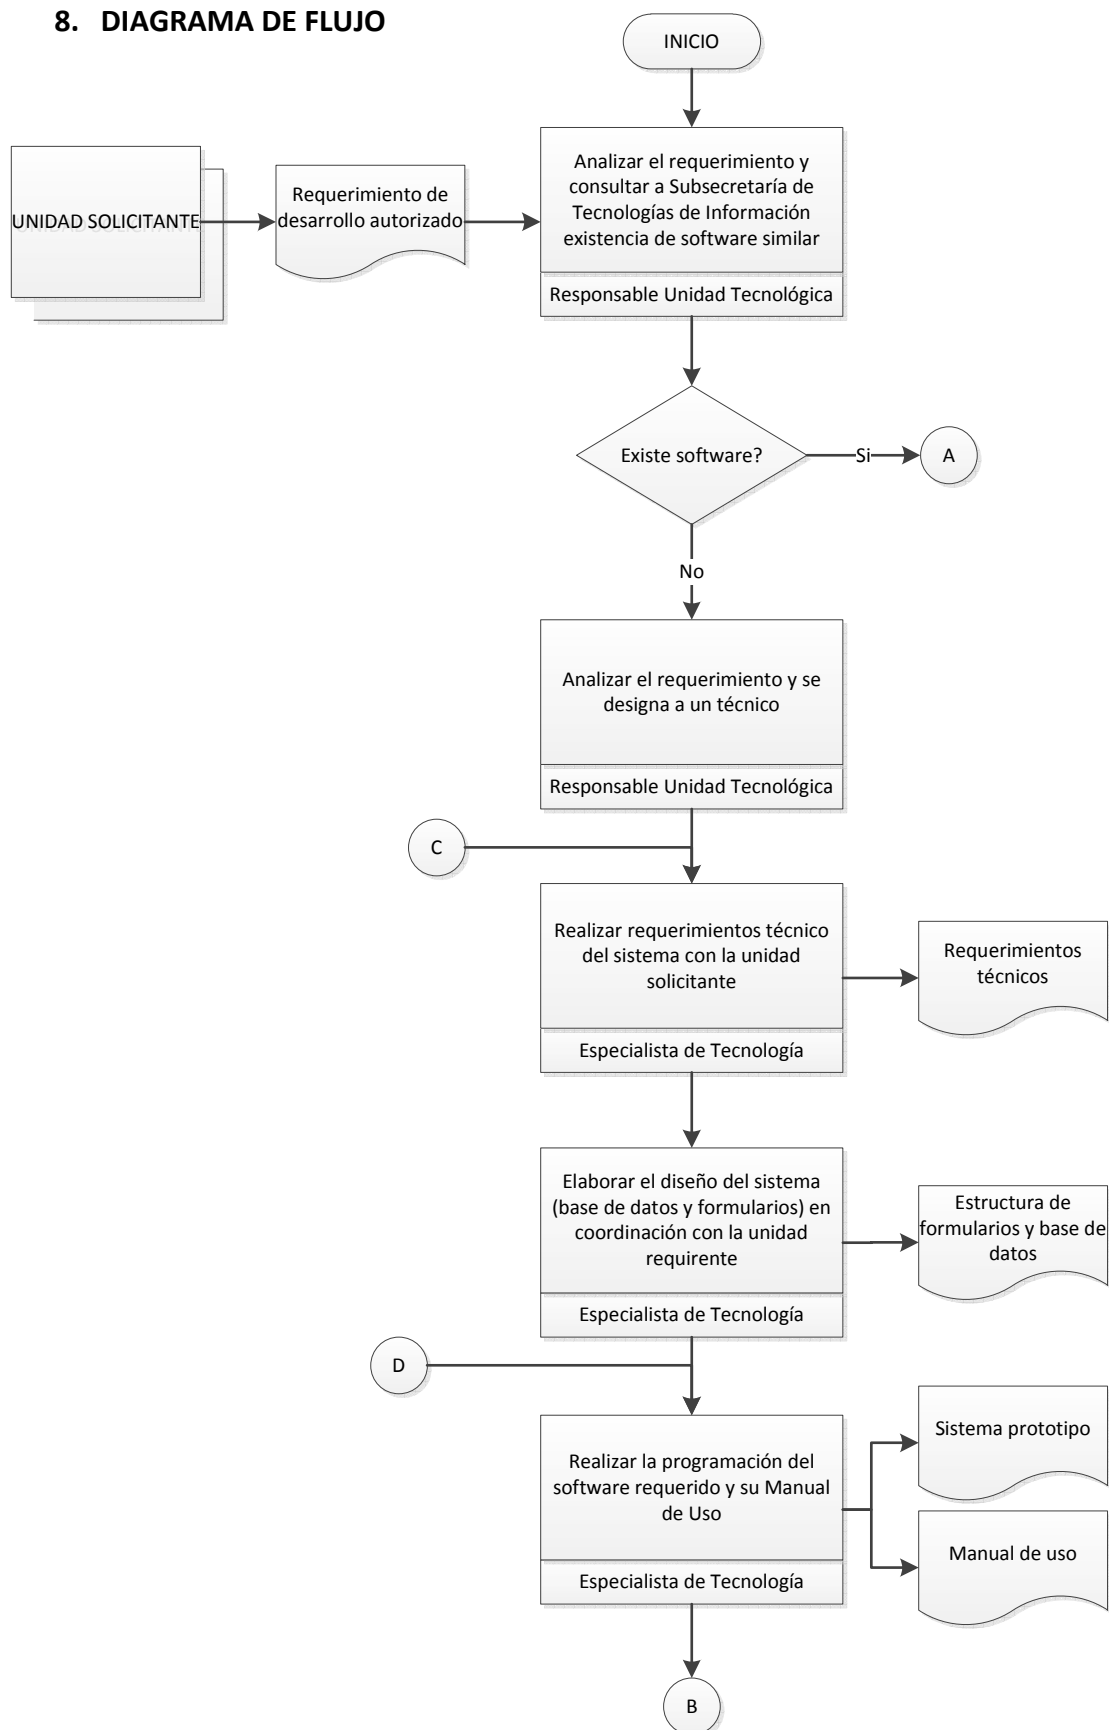 8. DIAGRAMA DE FLUJO
INICIO
UNIDAD SOLICITANTE
Requerimiento de
desarrollo autorizado
Analizar el requerimiento y
consultar a Subsecretaría de
Tecnologías de Información
existencia de software similar
Responsable Unidad Tecnológica
Existe software?
Si
A
No
Analizar el requerimiento y se
designa a un técnico
Responsable Unidad Tecnológica
C
Realizar requerimientos técnico
del sistema con la unidad
solicitante
Especialista de Tecnología
Requerimientos
técnicos
Elaborar el diseño del sistema
(base de datos y formularios) en
coordinación con la unidad
requirente
Especialista de Tecnología
Estructura de
formularios y base de
datos
D
Realizar la programación del
software requerido y su Manual
de Uso
Especialista de Tecnología
Sistema prototipo
Manual de uso
B